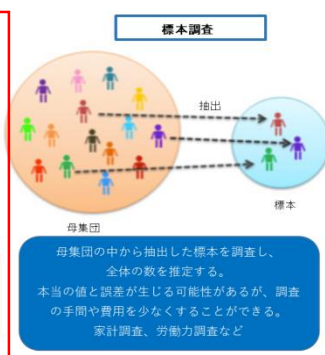 標本調査
抽出
標本
母集団
母集団の中から抽出した標本を調査し、
全体の数を推定する。
本当の値と誤差が生じる可能性があるが、調査
の手間や費用を少なくすることができる。
家計調査、労働力調査など